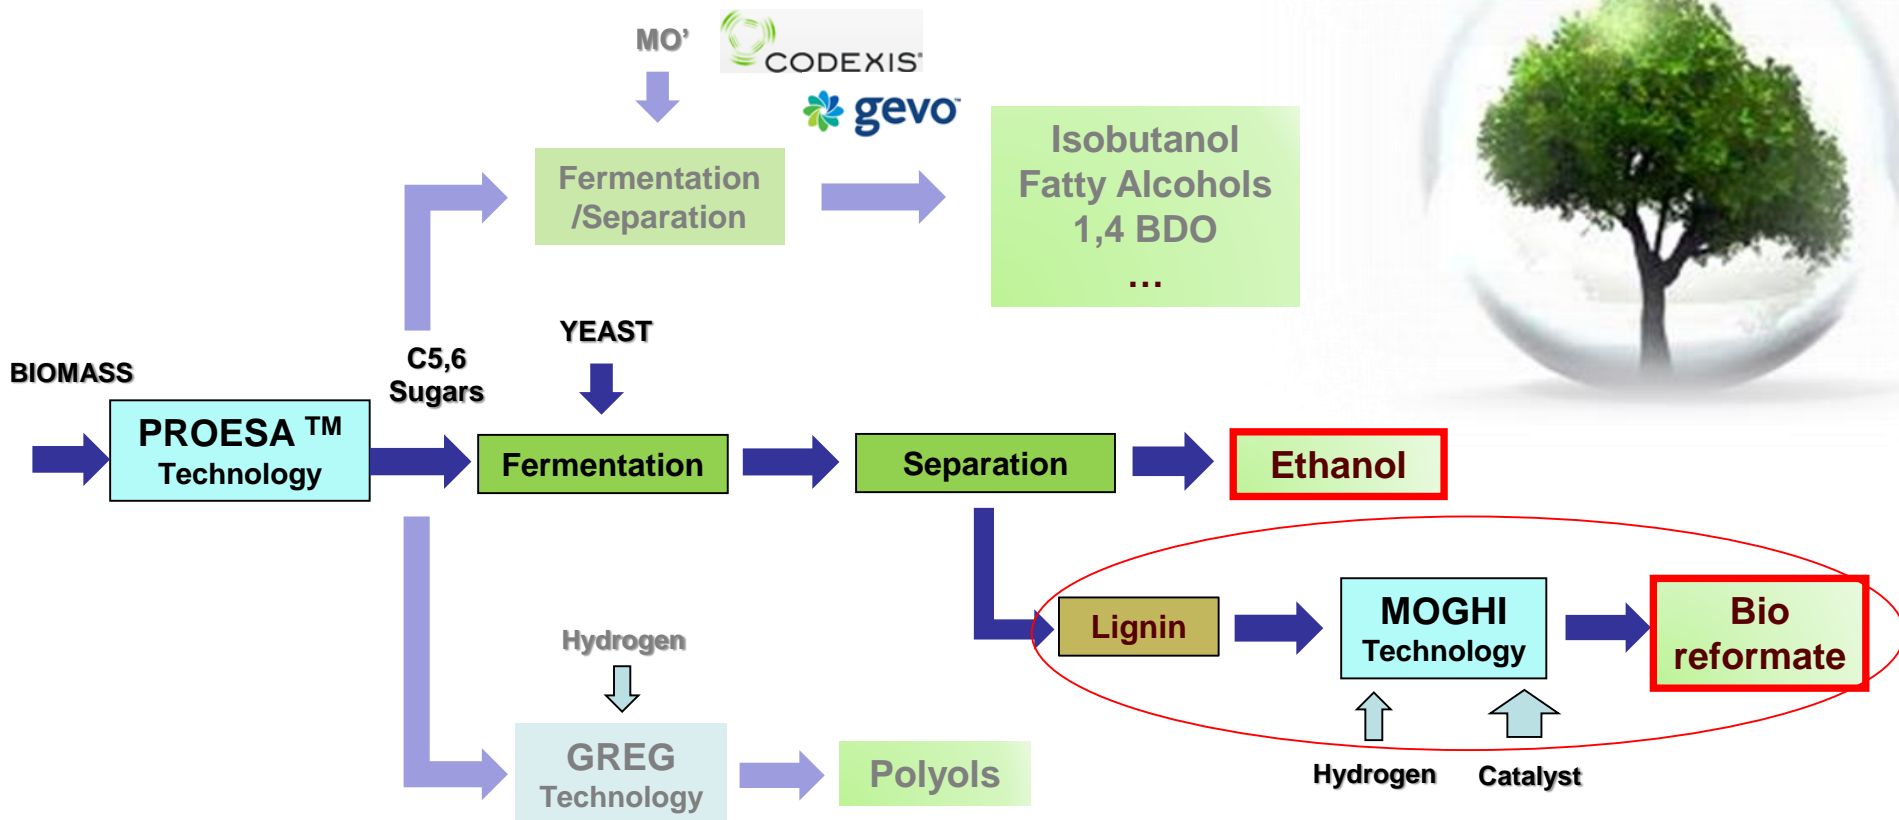 MO’
CODEXIS®
gevo™
Fermentation
/Separation
Isobutanol
Fatty Alcohols
1,4 BDO
...
YEAST
BIOMASS
C5,6
Sugars
PROESA TM
Technology
Fermentation
Separation
Ethanol
Lignin
MOGHI
Technology
Bio
reformate
Hydrogen
Catalyst
Hydrogen
GREG
Technology
Polyols